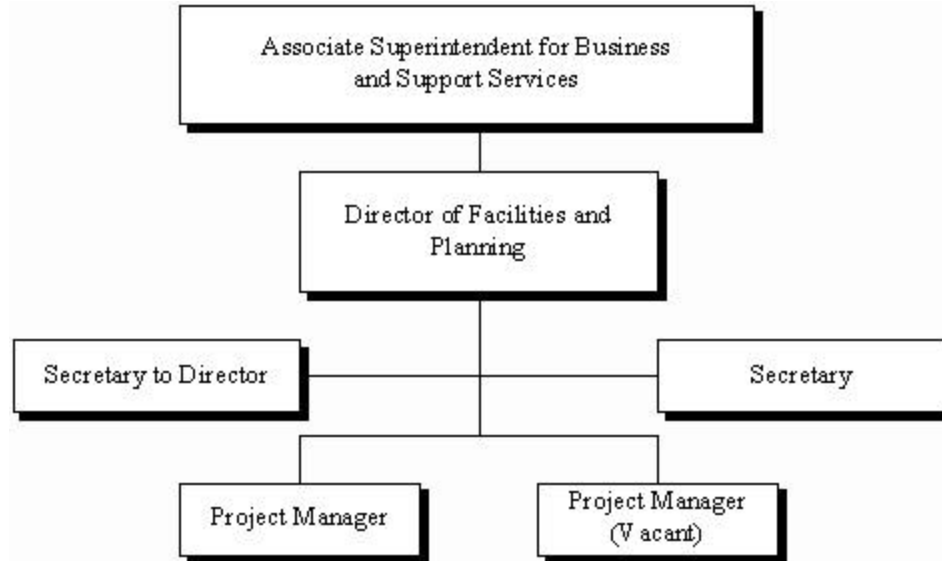 Associate Superintendent for Business
and Support Services
Director of Facilities and
Planning
Secretary to Director
Secretary
Project Manager
Project Manager
(Vacant)